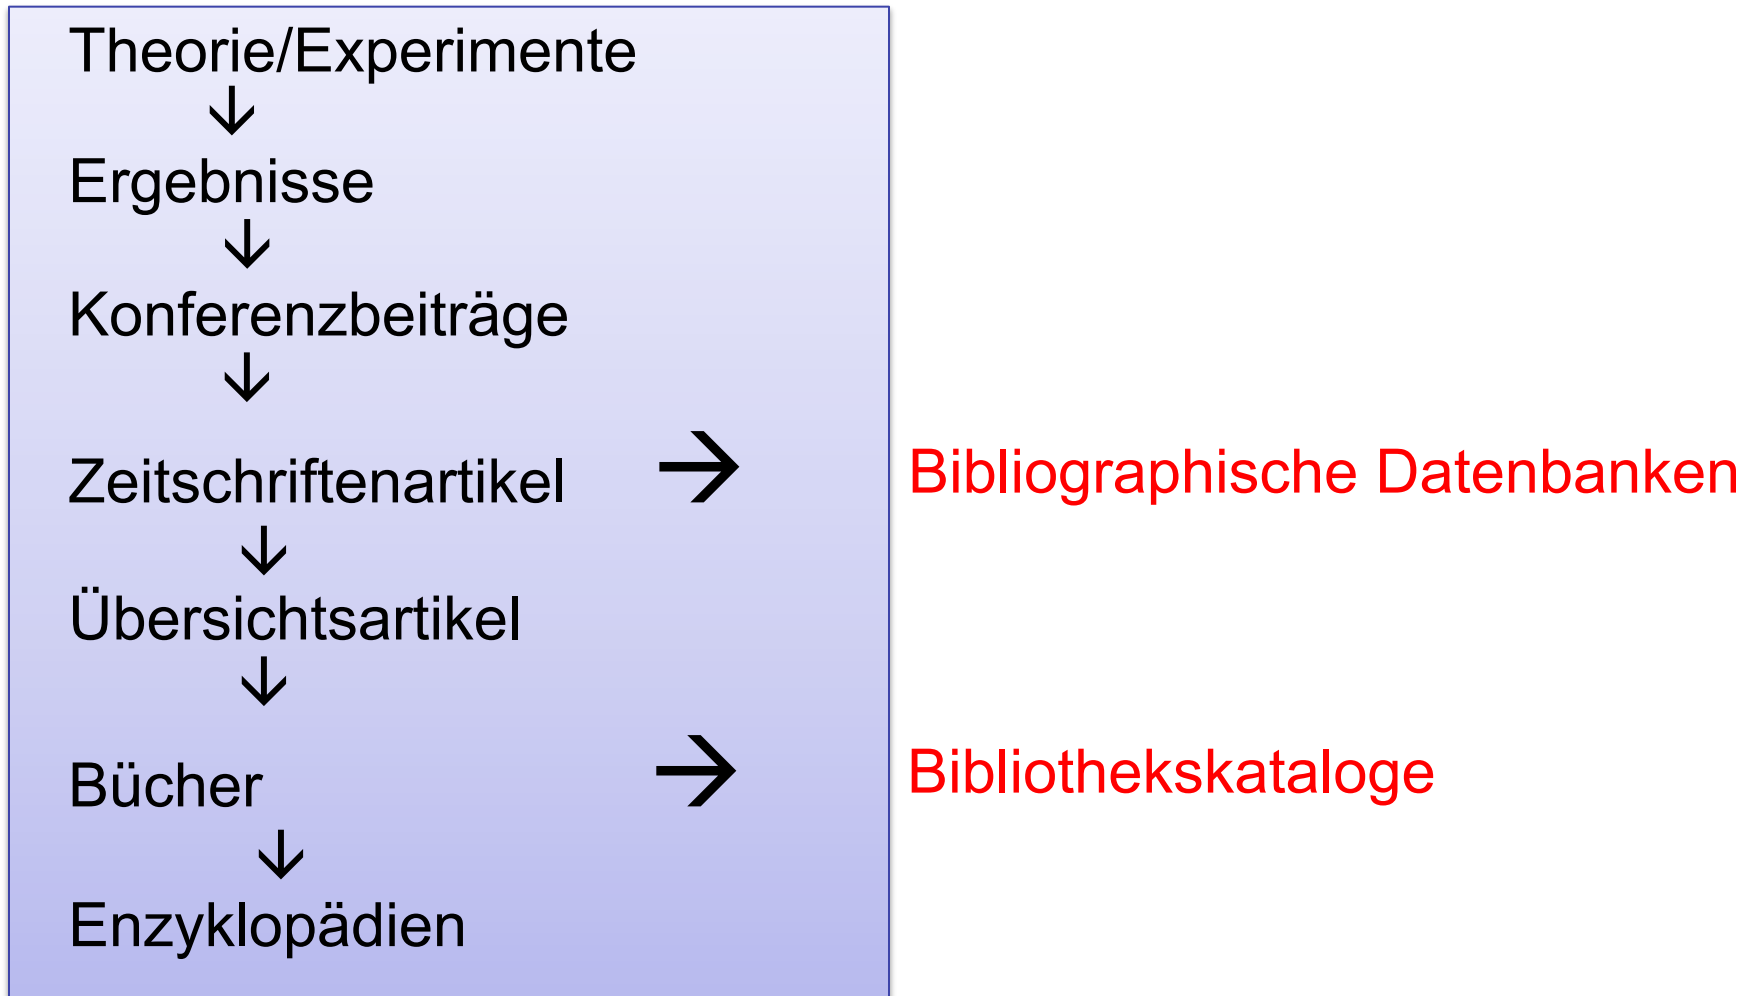 Theorie/Experimente
↓
Ergebnisse
↓
Konferenzbeiträge
↓
Zeitschriftenartikel → Bibliographische Datenbanken
↓
Übersichtsartikel
↓
Bücher → Bibliothekskataloge
↓
Enzyklopädien